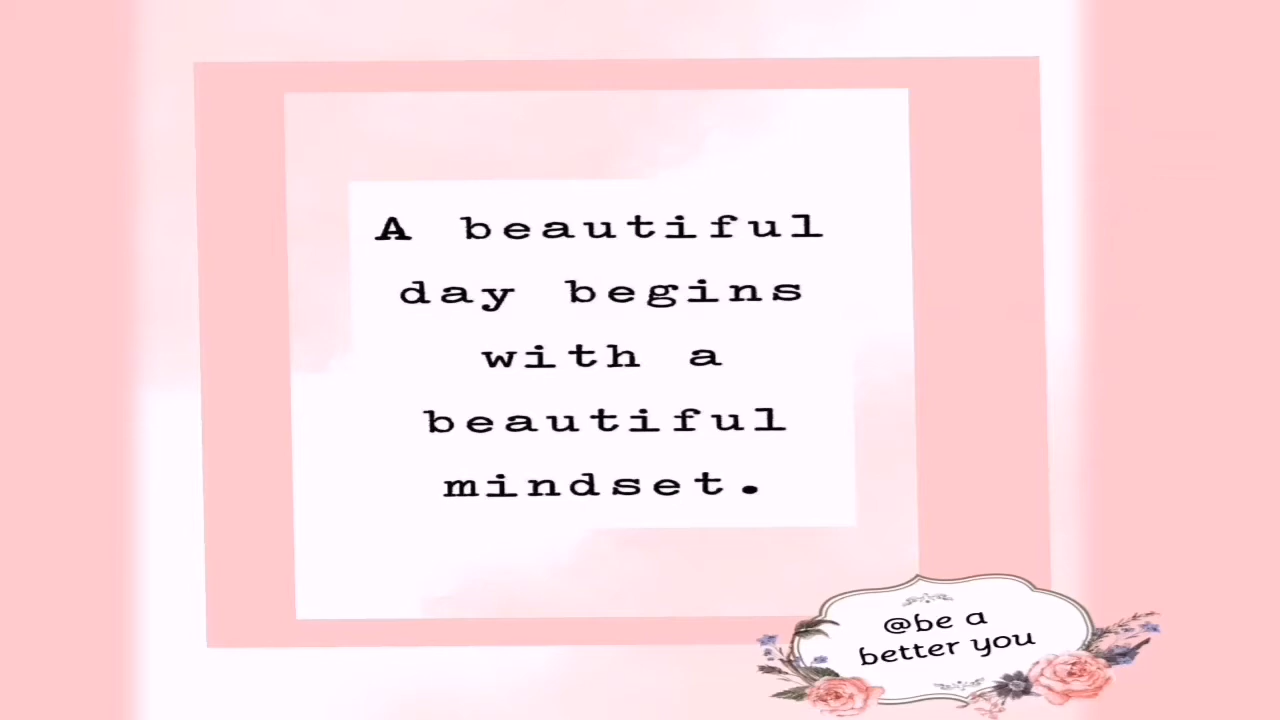 A beautiful
day begins
with a
beautiful
mindset.
@be a
better you